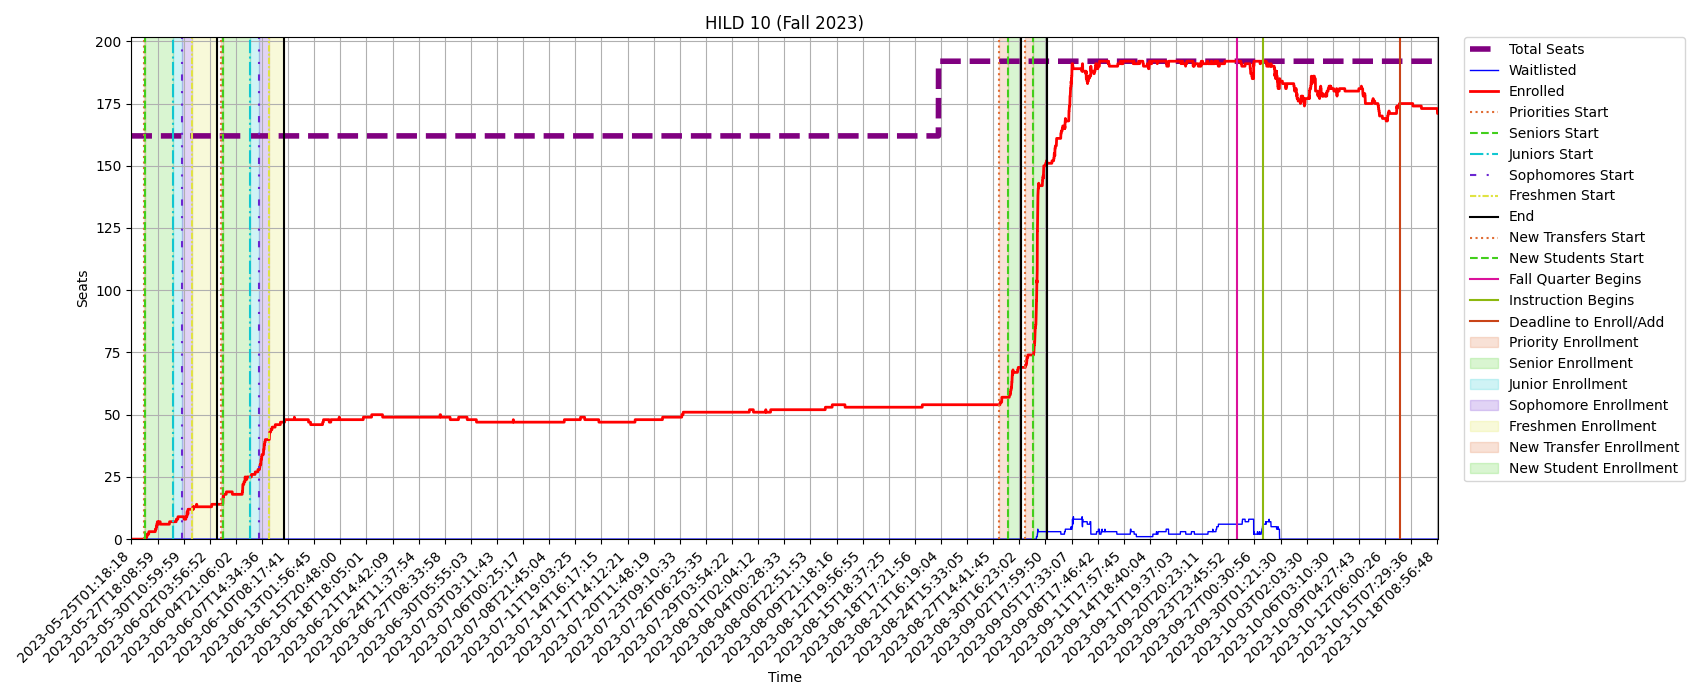 HILD 10 (Fall 2023)
Seats
200
175
150
125
100
75
50
25
0
2023-05-25T01:18:18
2023-05-27T18:08:59
2023-05-30T10:59:59
2023-06-02T03:56:52
2023-06-04T21:06:02
2023-06-07T14:34:36
2023-06-10T08:17:41
2023-06-13T01:56:45
2023-06-15T20:48:00
2023-06-18T18:05:01
2023-06-21T14:42:09
2023-06-24T11:37:54
2023-06-27T08:33:58
2023-06-30T05:55:03
2023-07-03T03:11:43
2023-07-06T00:25:17
2023-07-08T21:45:04
2023-07-11T19:03:25
2023-07-14T16:17:15
2023-07-17T14:12:21
2023-07-20T11:48:19
2023-07-23T09:10:33
2023-07-26T06:25:35
2023-07-29T03:54:22
2023-08-01T02:04:12
2023-08-04T00:28:33
2023-08-06T22:51:53
2023-08-09T21:18:16
2023-08-12T19:56:55
2023-08-15T18:37:25
2023-08-18T17:21:56
2023-08-21T16:19:04
2023-08-24T15:33:05
2023-08-27T14:41:45
2023-08-30T16:23:02
2023-09-02T17:59:50
2023-09-05T17:33:07
2023-09-08T17:46:42
2023-09-11T17:57:45
2023-09-14T18:40:04
2023-09-17T19:37:03
2023-09-20T20:23:11
2023-09-23T23:45:52
2023-09-27T00:30:56
2023-09-30T01:21:30
2023-10-03T02:03:30
2023-10-06T03:10:30
2023-10-09T04:27:43
2023-10-12T06:00:26
2023-10-15T07:29:36
2023-10-18T08:56:48
Time
Total Seats
Waitlisted
Enrolled
Priorities Start
Seniors Start
Juniors Start
Sophomores Start
Freshmen Start
End
New Transfers Start
New Students Start
Fall Quarter Begins
Instruction Begins
Deadline to Enroll/Add
Priority Enrollment
Senior Enrollment
Junior Enrollment
Sophomore Enrollment
Freshmen Enrollment
New Transfer Enrollment
New Student Enrollment